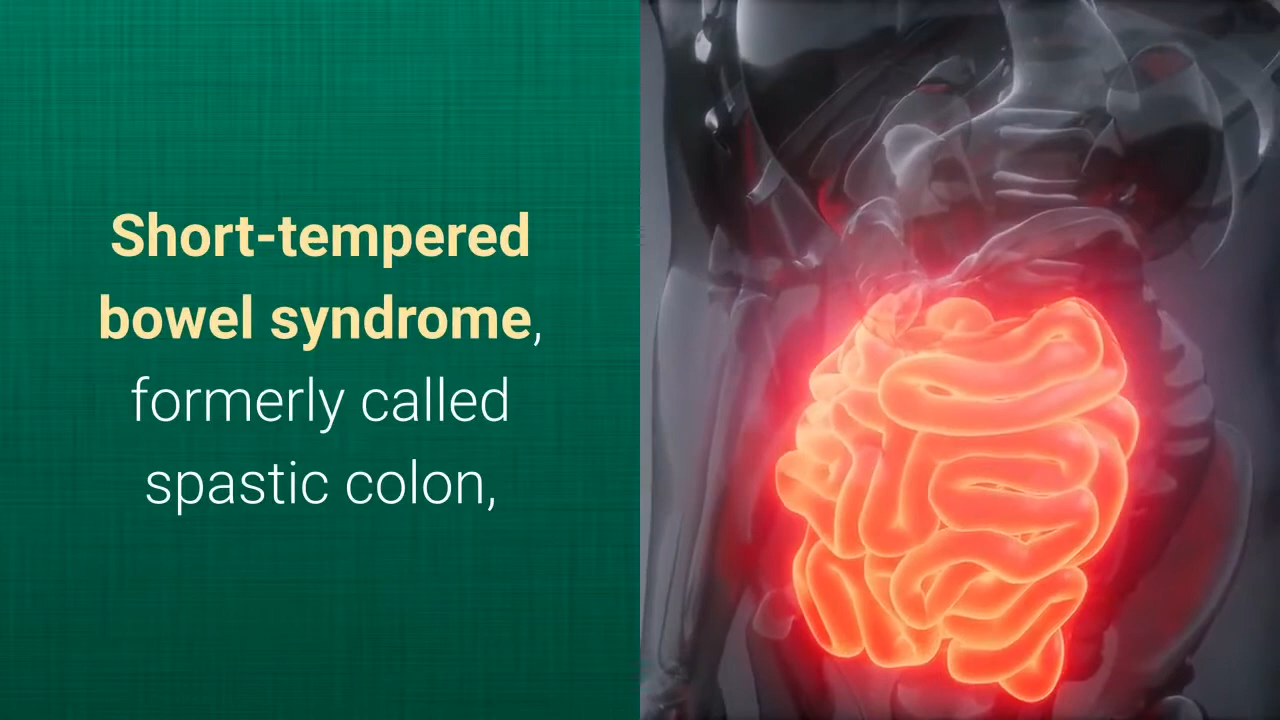 Short-tempered
bowel syndrome,
formerly called
spastic colon,